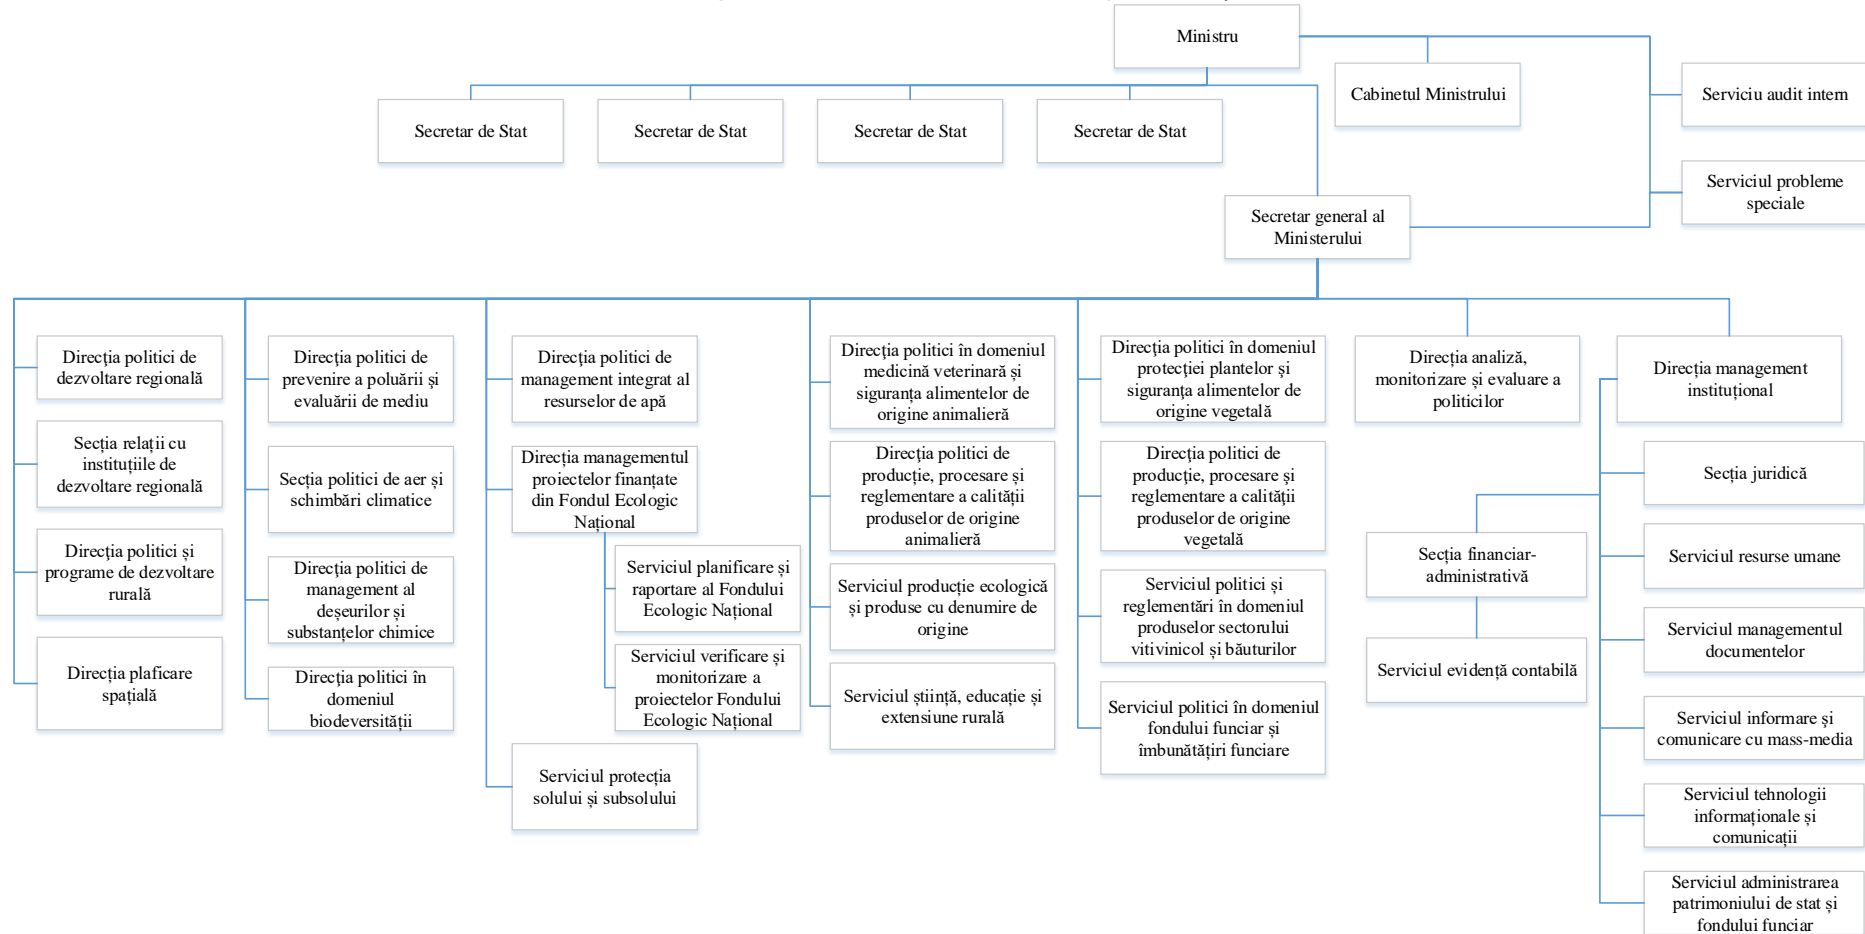 Ministru
Cabinetul Ministrului
Serviciu audit intern
Secretar de Stat
Secretar de Stat
Secretar de Stat
Secretar de Stat
Serviciul probleme
speciale
Secretar general al
Ministerului
Direcția politici de
dezvoltare regională
Secția relații cu
instituțiile de
dezvoltare regională
Direcția politici și
programe de dezvoltare
rurală
Direcția plaficare
spațială
Direcția politici de
prevenire a poluării și
evaluării de mediu
Secția politici de aer și
schimbări climatice
Direcţia politici de
management al
deșeurilor și
substanțelor chimice
Direcția politici în
domeniul
biodeversității
Direcția politici de
management integrat al
resurselor de apă
Direcția managementul
proiectelor finanțate
din Fondul Ecologic
Național
Serviciul planificare și
raportare al Fondului
Ecologic Național
Serviciul verificare și
monitorizare a
proiectelor Fondului
Ecologic Național
Serviciul protecția
solului și subsolului
Direcţia politici în domeniul
medicină veterinară și
siguranța alimentelor de
origine animalieră
Direcţia politici de
producție, procesare și
reglementare a calității
produselor de origine
animalieră
Serviciul producție ecologică
și produse cu denumire de
origine
Serviciul știință, educație și
extensiune rurală
Direcţia politici în domeniul
protecţiei plantelor și
siguranţa alimentelor de
origine vegetală
Direcţia politici de
producție, procesare şi
reglementare a calităţii
produselor de origine
vegetală
Serviciul politici și
reglementări în domeniul
produselor sectorului
vitivinicol și băuturilor
Serviciul politici în domeniul
fondului funciar și
îmbunătățiri funciare
Direcția analiză,
monitorizare și evaluare a
politicilor
Direcția management
instituțional
Secția financiar-
administrativă
Serviciul evidență contabilă
Secția juridică
Serviciul resurse umane
Serviciul managementul
documentelor
Serviciul informare și
comunicare cu mass-media
Serviciul tehnologii
informaționale și
comunicații
Serviciul administrarea
patrimoniului de stat și
fondului funciar